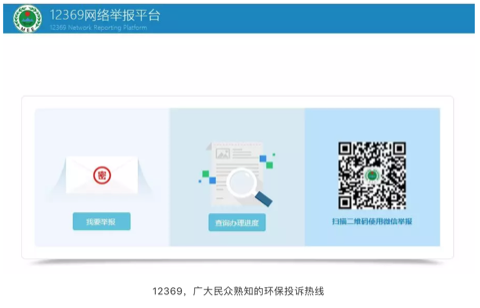 12369网络举报平台
12369 Network Reporting Platform
密
我要举报
查询办理进度
扫描二维码使用微信举报
12369，广大民众熟知的环保投诉热线